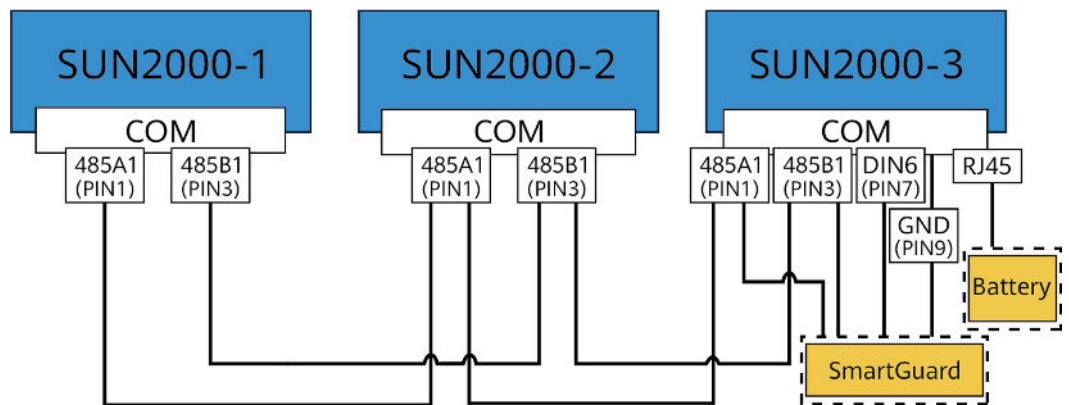 SUN2000-1
SUN2000-2
SUN2000-3
COM
COM
COM
485A1
(PIN1)
485B1
(PIN3)
485A1
(PIN1)
485B1
(PIN3)
485A1
(PIN1)
485B1
(PIN3)
DIN6
(PIN7)
RJ45
GND
(PIN9)
Battery
SmartGuard